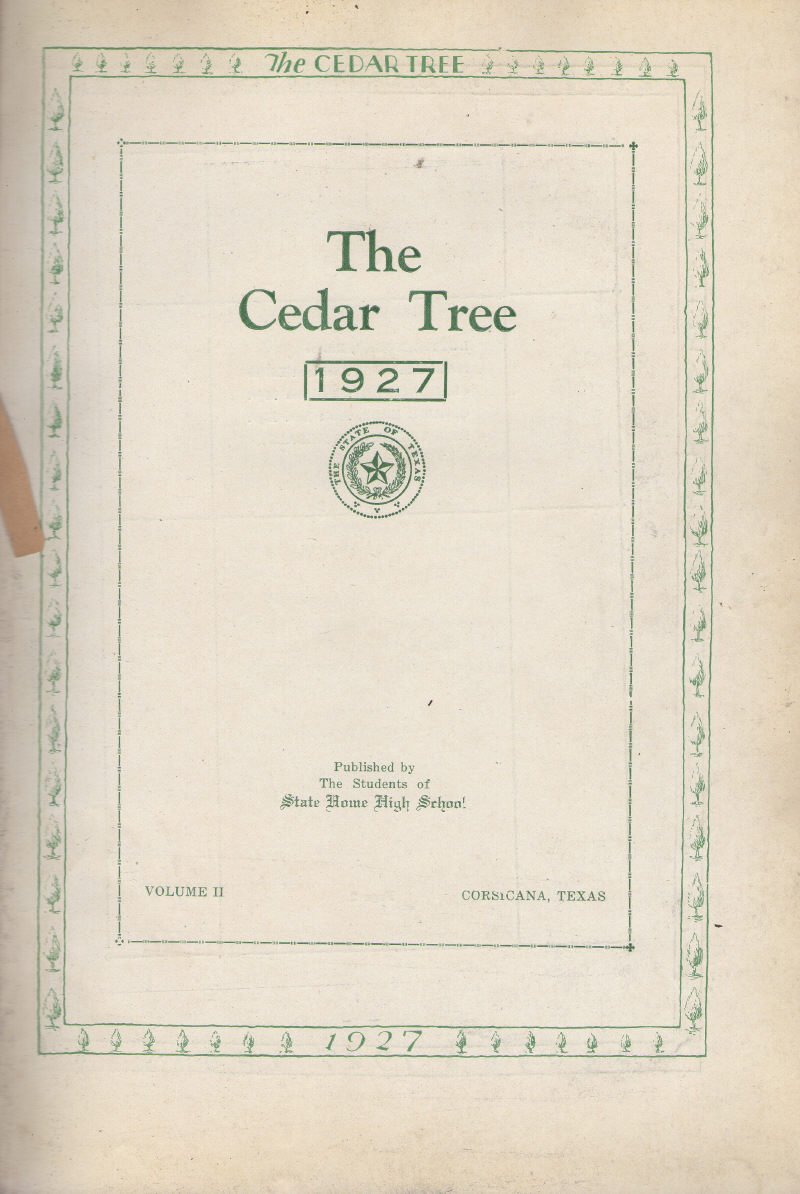 The CEDAR TREE
The
Cedar Tree
1927
THE STATE OF TEXAS
Published by
The Students of
State Home High School
VOLUME II
CORSICANA, TEXAS
1927